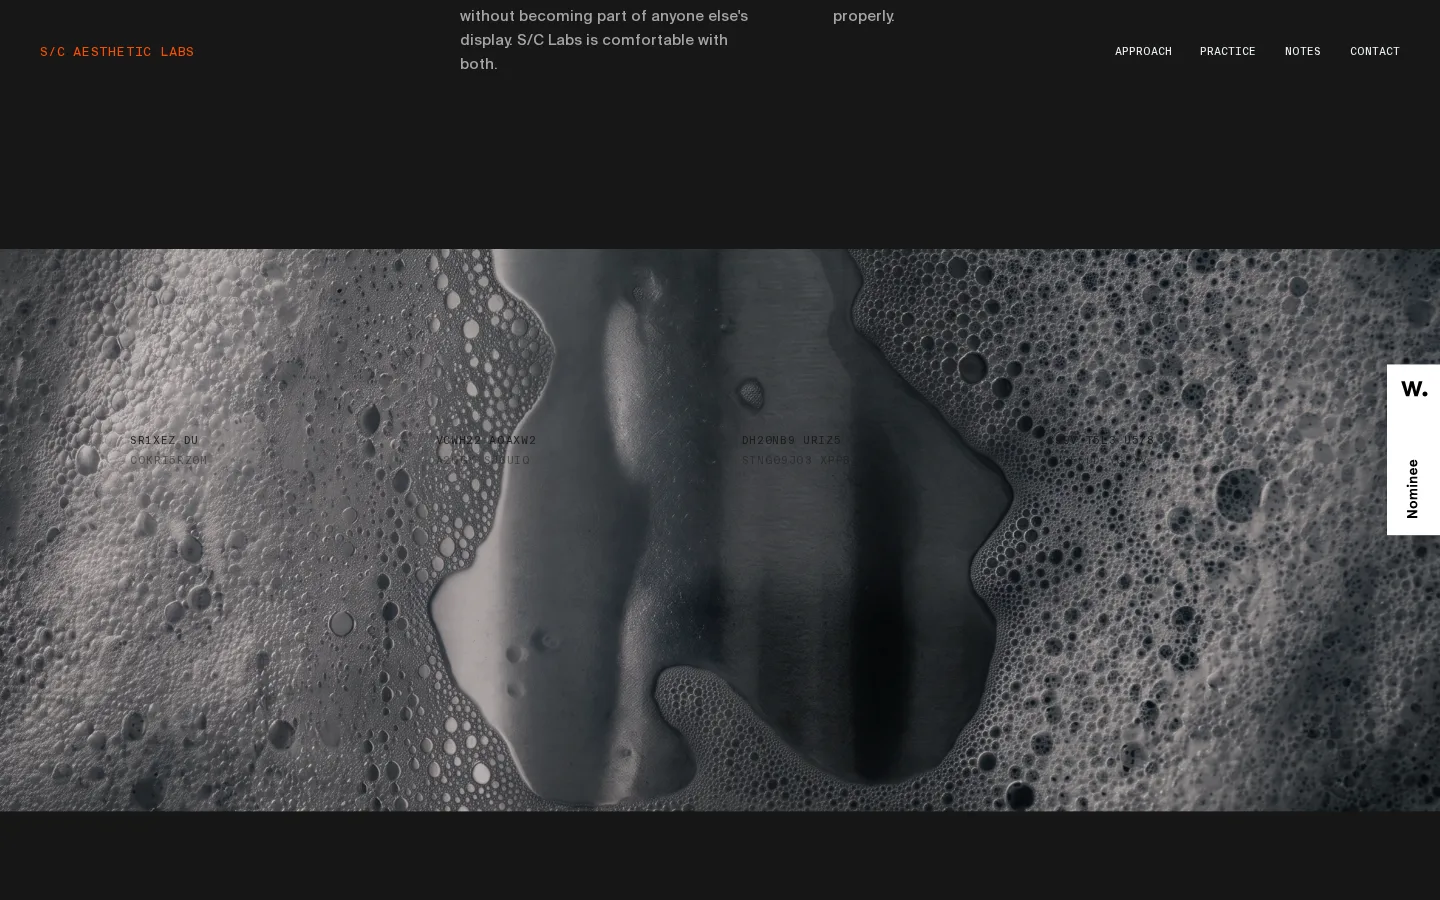 without becoming part of anyone else's
display. S/C Labs is comfortable with
both.
properly.
S/C AESTHETIC LABS
APPROACH
PRACTICE
NOTES
CONTACT
W.
SR1XEZ DU
DH20NB9 URIZ5
Nominee